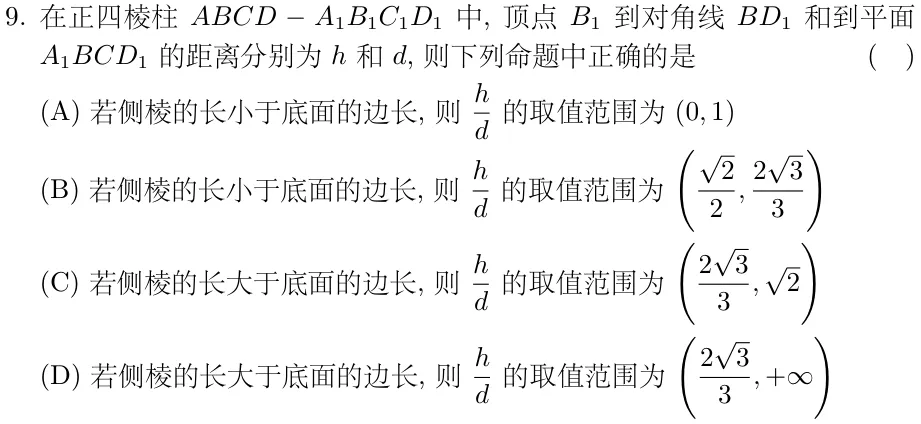 9. 在正四棱柱 ABCD − A₁B₁C₁D₁ 中, 顶点 B₁ 到对角线 BD₁ 和到平面
A₁BCD₁ 的距离分别为 h 和 d, 则下列命题中正确的是 ( )
(A) 若侧棱的长小于底面的边长, 则 h/d 的取值范围为 (0, 1)
(B) 若侧棱的长小于底面的边长, 则 h/d 的取值范围为 (√2/2, 2√3/3)
(C) 若侧棱的长大于底面的边长, 则 h/d 的取值范围为 (2√3/3, √2)
(D) 若侧棱的长大于底面的边长, 则 h/d 的取值范围为 (2√3/3, +∞)